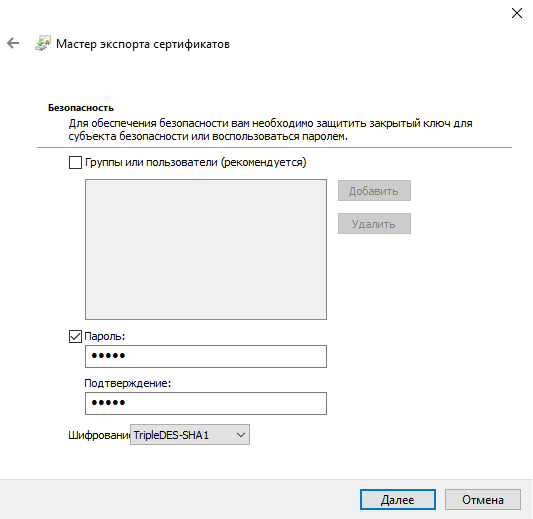 Мастер экспорта сертификатов
Безопасность
Для обеспечения безопасности вам необходимо защитить закрытый ключ для
субъекта безопасности или воспользоваться паролем.
Группы или пользователи (рекомендуется)
Добавить
Удалить
Пароль:
•••••
Подтверждение:
•••••
Шифрование TripleDES-SHA1
Далее Отмена